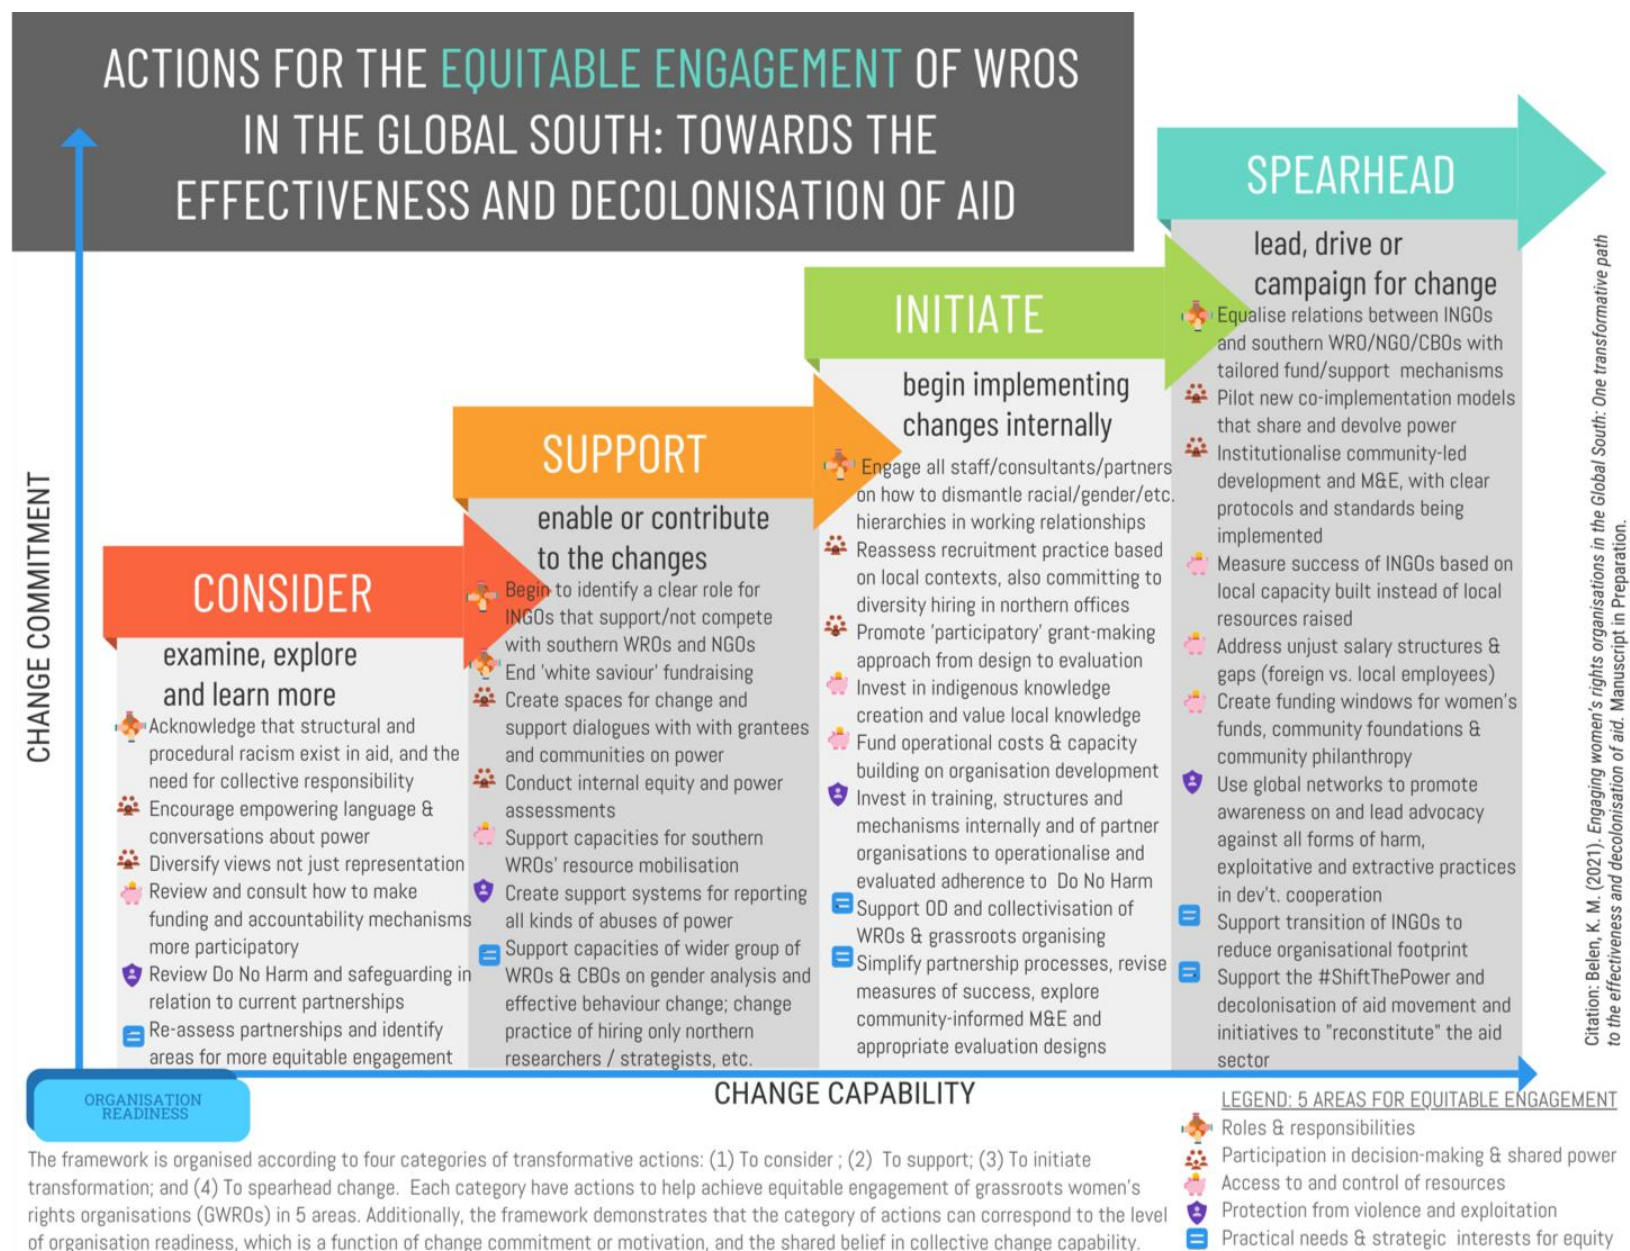 ACTIONS FOR THE EQUITABLE ENGAGEMENT OF WROS
IN THE GLOBAL SOUTH: TOWARDS THE
EFFECTIVENESS AND DECOLONISATION OF AID
CHANGE COMMITMENT
CONSIDER
examine, explore
and learn more
Acknowledge that structural and
procedural racism exist in aid, and the
need for collective responsibility
Encourage empowering language &
conversations about power
Diversify views not just representation
Review and consult how to make
funding and accountability mechanisms
more participatory
Review Do No Harm and safeguarding in
relation to current partnerships
Re-assess partnerships and identify
areas for more equitable engagement
SUPPORT
enable or contribute
to the changes
Begin to identify a clear role for
INGOs that support/not compete
with southern WROs and NGOs
End 'white saviour' fundraising
Create spaces for change and
support dialogues with with grantees
and communities on power
Conduct internal equity and power
assessments
Support capacities for southern
WROs' resource mobilisation
Create support systems for reporting
all kinds of abuses of power
Support capacities of wider group of
WROs & CBOs on gender analysis and
effective behaviour change; change
practice of hiring only northern
researchers / strategists, etc.
INITIATE
begin implementing
changes internally
Engage all staff/consultants/partners
on how to dismantle racial/gender/etc.
hierarchies in working relationships
Reassess recruitment practice based
on local contexts, also committing to
diversity hiring in northern offices
Promote 'participatory' grant-making
approach from design to evaluation
Invest in indigenous knowledge
creation and value local knowledge
Fund operational costs & capacity
building on organisation development
Invest in training, structures and
mechanisms internally and of partner
organisations to operationalise and
evaluated adherence to Do No Harm
Support OD and collectivisation of
WROs & grassroots organising
Simplify partnership processes, revise
measures of success, explore
community-informed M&E and
appropriate evaluation designs
SPEARHEAD
lead, drive or
campaign for change
Equalise relations between INGOs
and southern WRO/NGO/CBOs with
tailored fund/support mechanisms
Pilot new co-implementation models
that share and devolve power
Institutionalise community-led
development and M&E, with clear
protocols and standards being
implemented
Measure success of INGOs based on
local capacity built instead of local
resources raised
Address unjust salary structures &
gaps (foreign vs. local employees)
Create funding windows for women's
funds, community foundations &
community philanthropy
Use global networks to promote
awareness on and lead advocacy
against all forms of harm,
exploitative and extractive practices
in dev't. cooperation
Support transition of INGOs to
reduce organisational footprint
Support the #ShiftThePower and
decolonisation of aid movement and
initiatives to "reconstitute" the aid
sector
Citation: Belen, K. M. (2021). Engaging women's rights organisations in the Global South: One transformative path
to the effectiveness and decolonisation of aid. Manuscript in Preparation.
CHANGE CAPABILITY
ORGANISATION
READINESS
The framework is organised according to four categories of transformative actions: (1) To consider ; (2) To support; (3) To initiate
transformation; and (4) To spearhead change. Each category have actions to help achieve equitable engagement of grassroots women's
rights organisations (GWROs) in 5 areas. Additionally, the framework demonstrates that the category of actions can correspond to the level
of organisation readiness, which is a function of change commitment or motivation, and the shared belief in collective change capability.
LEGEND: 5 AREAS FOR EQUITABLE ENGAGEMENT
Roles & responsibilities
Participation in decision-making & shared power
Access to and control of resources
Protection from violence and exploitation
Practical needs & strategic interests for equity